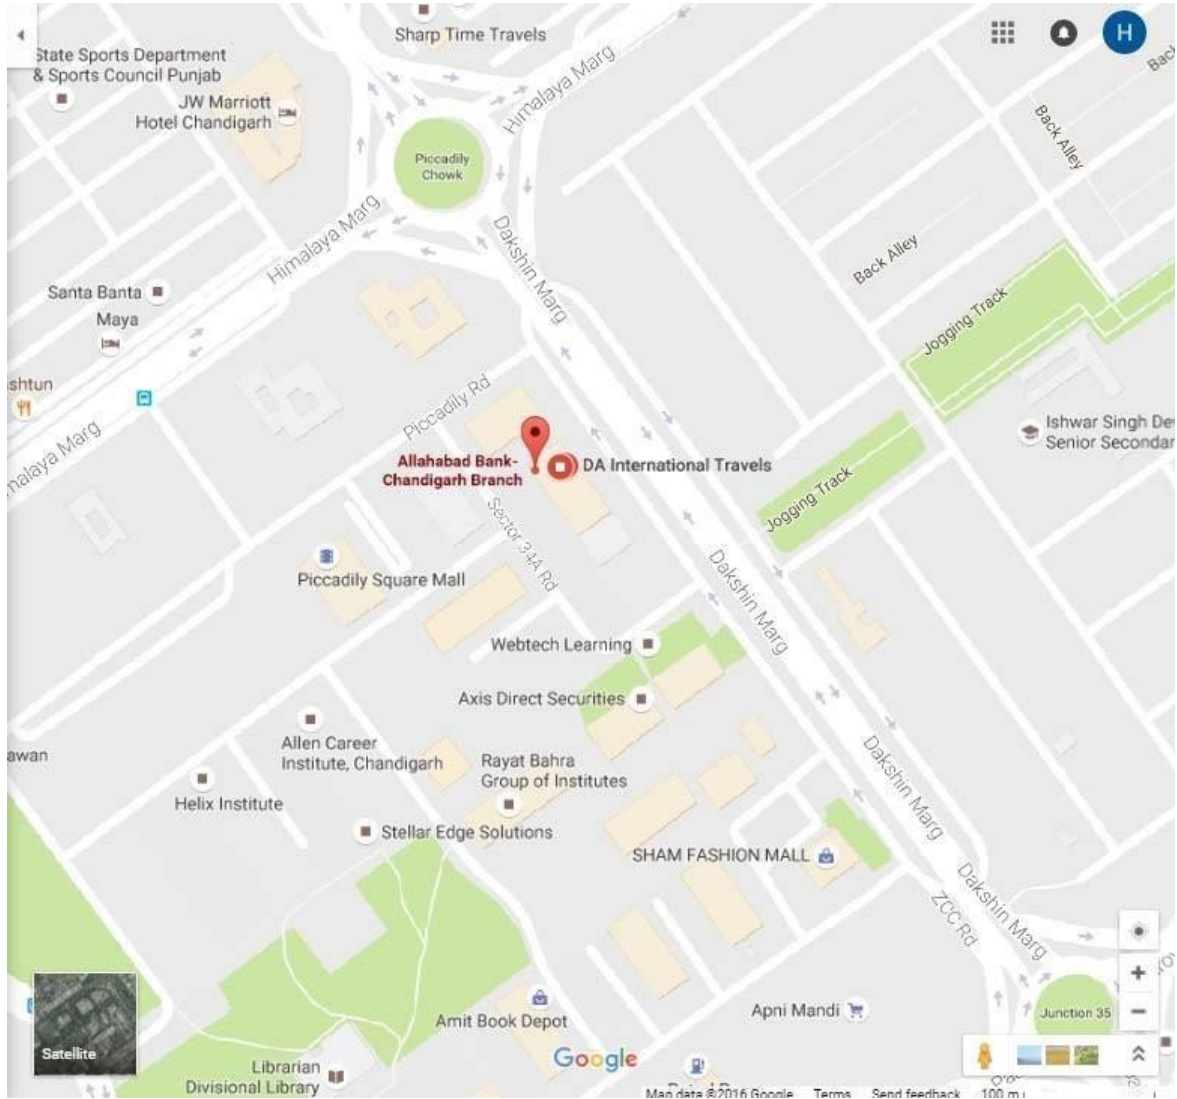 Sharp Time Travels
H
State Sports Department
& Sports Council Punjab
JW Marriott
Hotel Chandigarh
Himalaya Marg
Back
Back Alley
Piccadily
Chowk
Himalaya Marg
Dakshin Marg
Back Alley
Santa Banta
Maya
Jogging Track
shtun
Piccadily Rd
Himalaya Marg
Ishwar Singh De
Senior Secondar
Allahabad Bank-
Chandigarh Branch
DA International Travels
Jogging Track
Sector 34A Rd
Piccadily Square Mall
Dakshin Marg
Webtech Learning
Axis Direct Securities
Allen Career
Institute, Chandigarh
awan
Rayat Bahra
Group of Institutes
Dakshin Marg
Helix Institute
Stellar Edge Solutions
SHAM FASHION MALL
Dakshin Marg
ZCC Rd
Amit Book Depot
Apni Mandi
Junction 35
Satellite
Google
Librarian
Divisional Library
Map data ©2016 Google Terms Send feedback 100 m